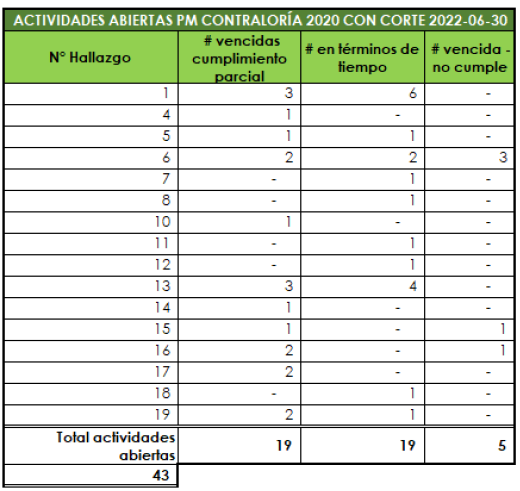 ACTIVIDADES ABIERTAS PM CONTRALORÍA 2020 CON CORTE 2022-06-30
N° Hallazgo # vencidas cumplimiento parcial # en términos de tiempo # vencida - no cumple
1 3 6 -
4 1 - -
5 1 1 -
6 2 2 3
7 - 1 -
8 - 1 -
10 1 - -
11 - 1 -
12 - 1 -
13 3 4 -
14 1 - -
15 1 - 1
16 2 - 1
17 2 - -
18 - 1 -
19 2 1 -
Total actividades abiertas 19 19 5
43